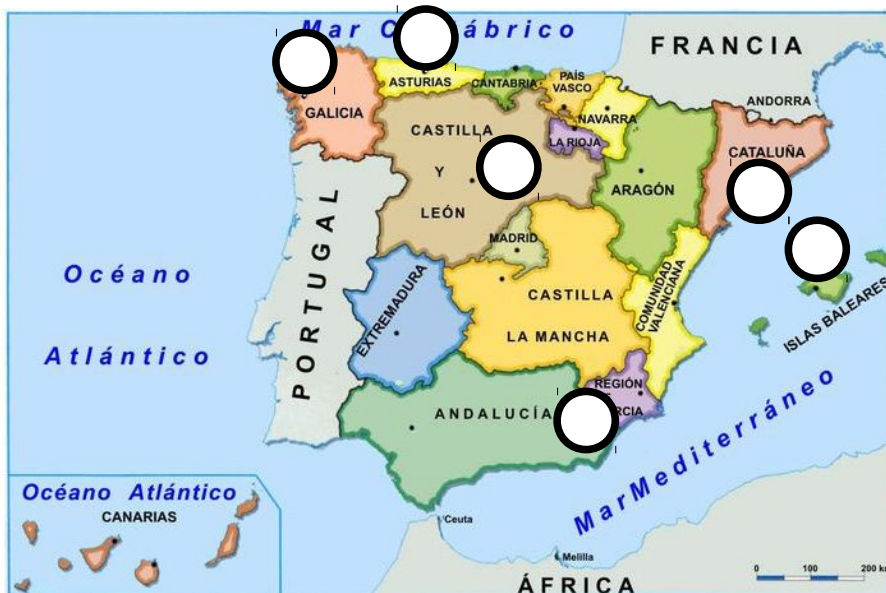 Mar C ábrico
FRANCIA
ANDORRA
GALICIA
ASTURIAS
CANTABRIA
PAÍS
VASCO
NAVARRA
LA RIOJA
CASTILLA
Y
LEÓN
ARAGÓN
CATALUÑA
MADRID
PORTUGAL
Océano
Atlántico
EXTREMADURA
CASTILLA
LA MANCHA
COMUNIDAD
VALENCIANA
ISLAS BALEARES
REGIÓN
RCIA
ANDALUCÍA
Mar Mediterráneo
Océano Atlántico
CANARIAS
Ceuta
Melilla
ÁFRICA
0 200 km